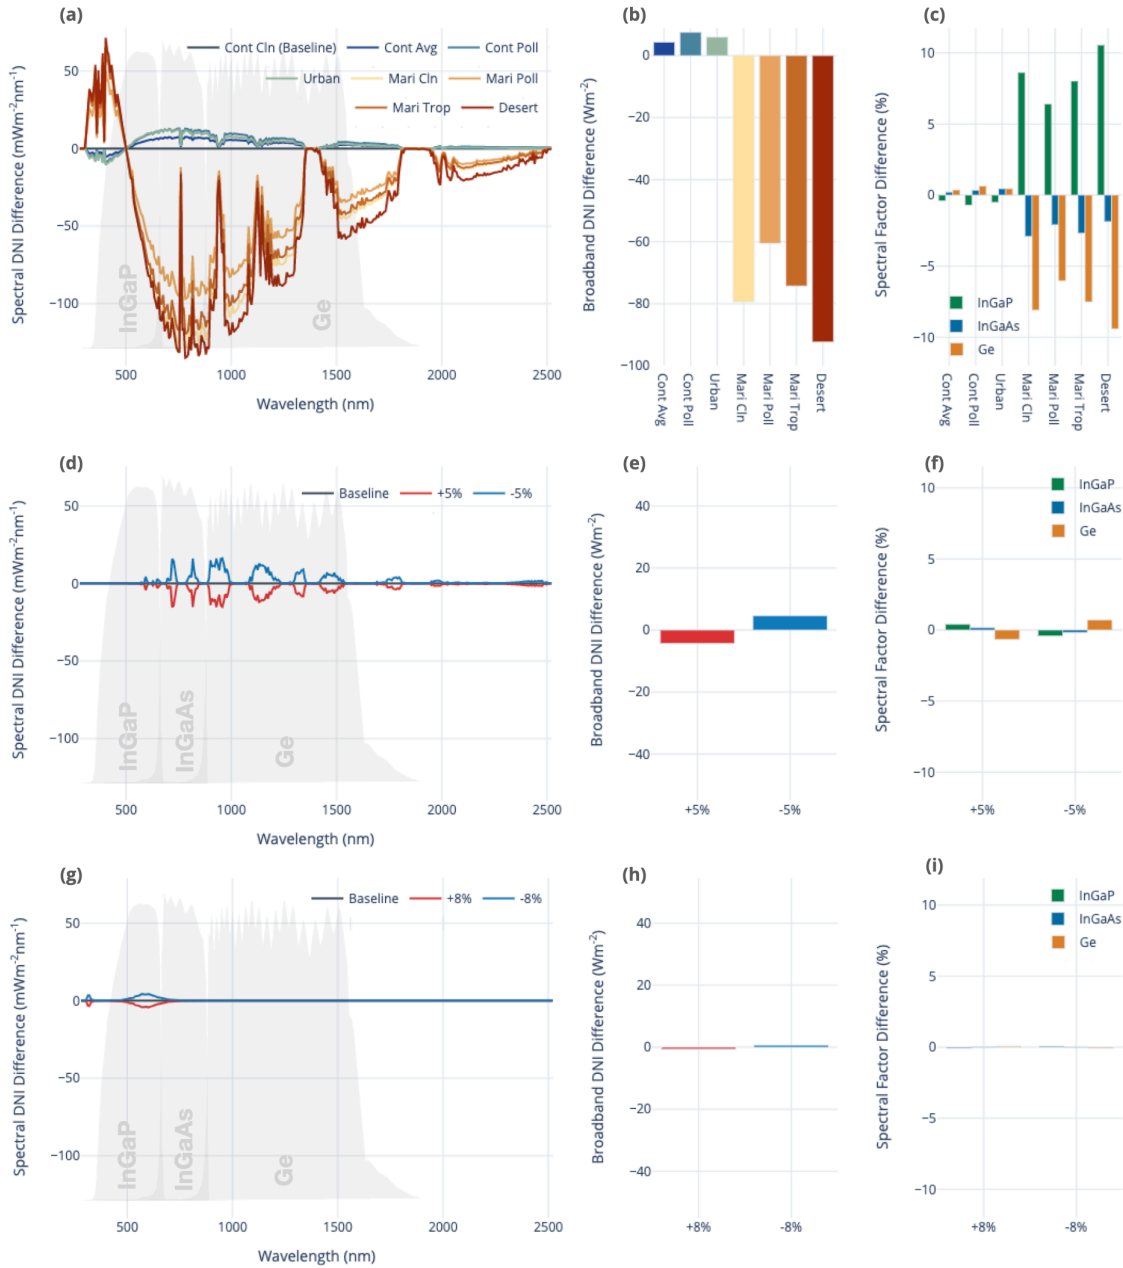 (a)
Cont Cln (Baseline) Cont Avg Cont Poll
Urban Mari Cln Mari Poll
Mari Trop Desert
Spectral DNI Difference (mWm-2nm-1)
50
0
−50
−100
InGaP
Ge
500 1000 1500 2000 2500
Wavelength (nm)
(b)
Broadband DNI Difference (Wm-2)
0
−20
−40
−60
−80
−100
Cont Avg
Cont Poll
Urban
Mari Cln
Mari Poll
Mari Trop
Desert
(c)
Spectral Factor Difference (%)
10
5
0
−5
−10
InGaP
InGaAs
Ge
Cont Avg
Cont Poll
Urban
Mari Cln
Mari Poll
Mari Trop
Desert
(d)
Baseline +5% -5%
Spectral DNI Difference (mWm-2nm-1)
50
0
−50
−100
InGaP
InGaAs
Ge
500 1000 1500 2000 2500
Wavelength (nm)
(e)
Broadband DNI Difference (Wm-2)
40
20
0
−20
−40
+5% -5%
(f)
Spectral Factor Difference (%)
10
5
0
−5
−10
InGaP
InGaAs
Ge
+5% -5%
(g)
Baseline +8% -8%
Spectral DNI Difference (mWm-2nm-1)
50
0
−50
−100
InGaP
InGaAs
Ge
500 1000 1500 2000 2500
Wavelength (nm)
(h)
Broadband DNI Difference (Wm-2)
40
20
0
−20
−40
+8% -8%
(i)
Spectral Factor Difference (%)
10
5
0
−5
−10
InGaP
InGaAs
Ge
+8% -8%